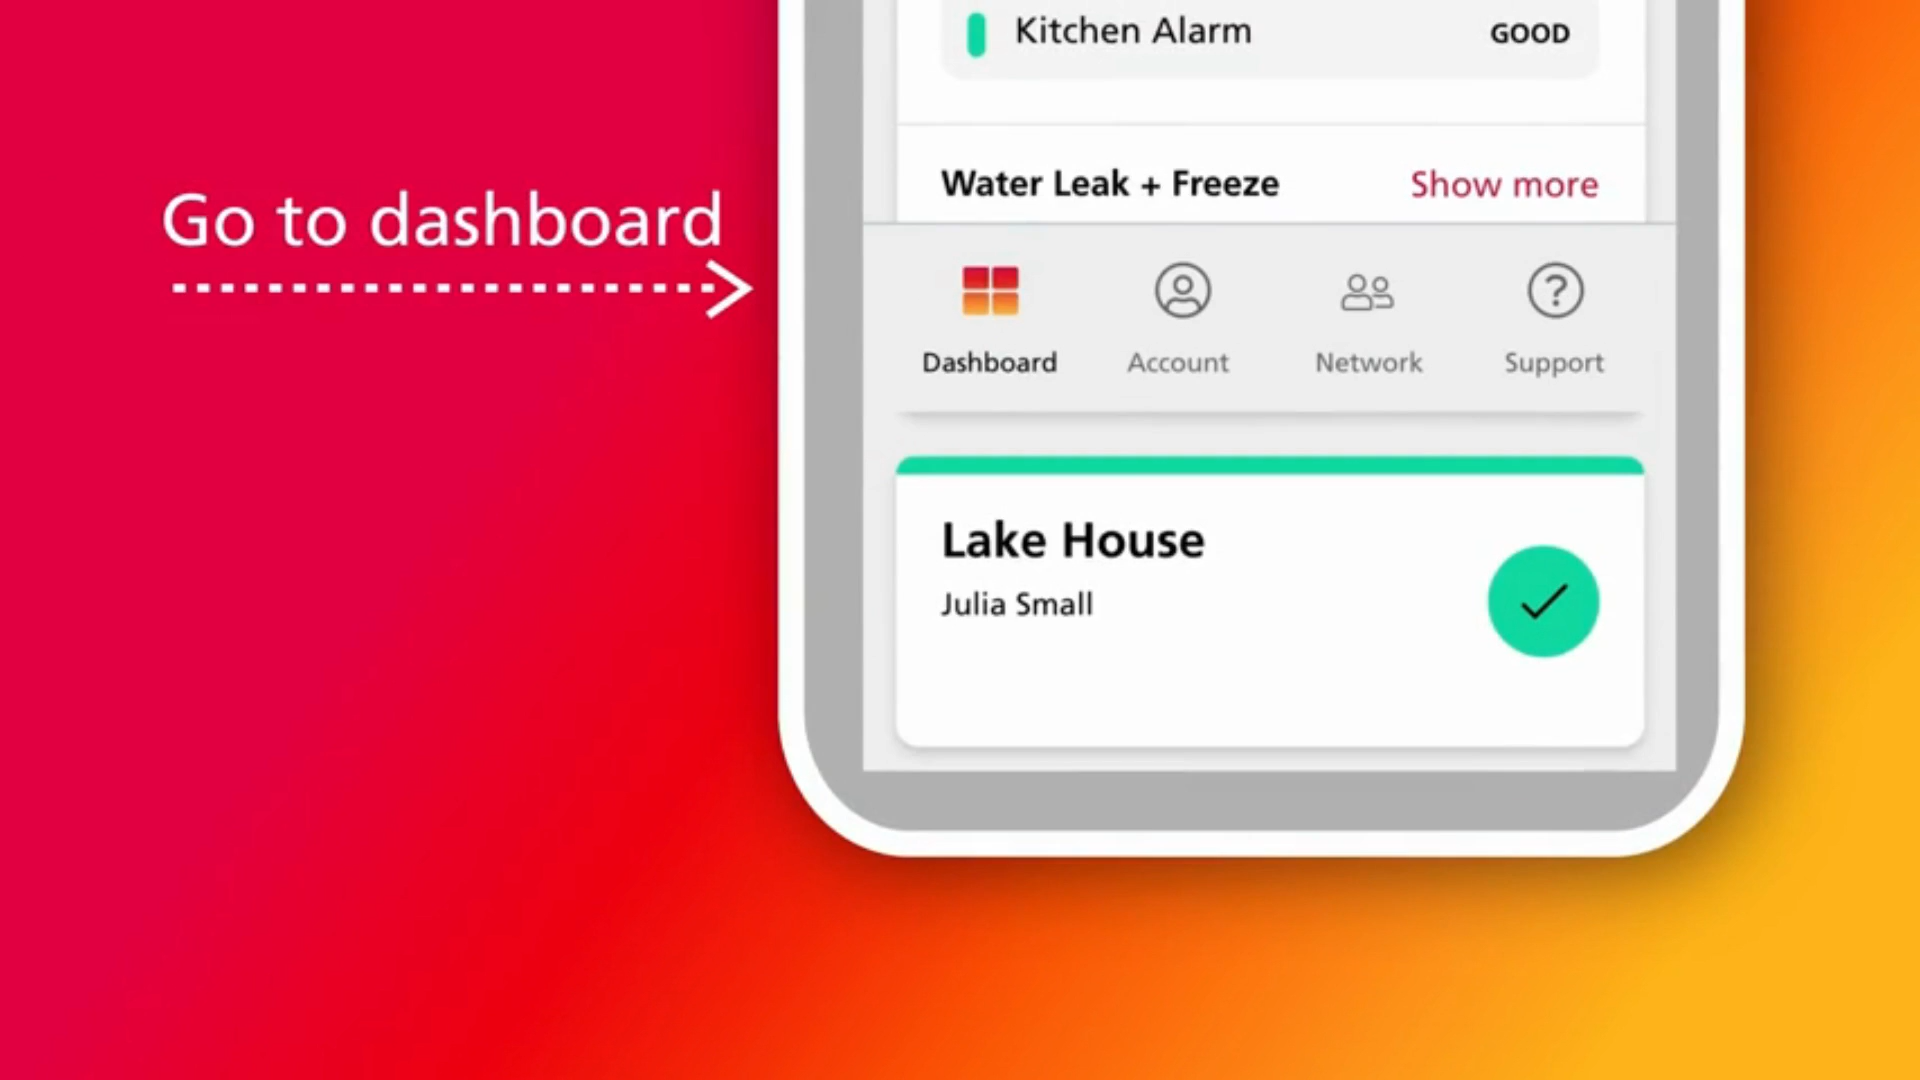 Kitchen Alarm GOOD
Water Leak + Freeze Show more
Go to dashboard
Dashboard Account Network Support
Lake House
Julia Small